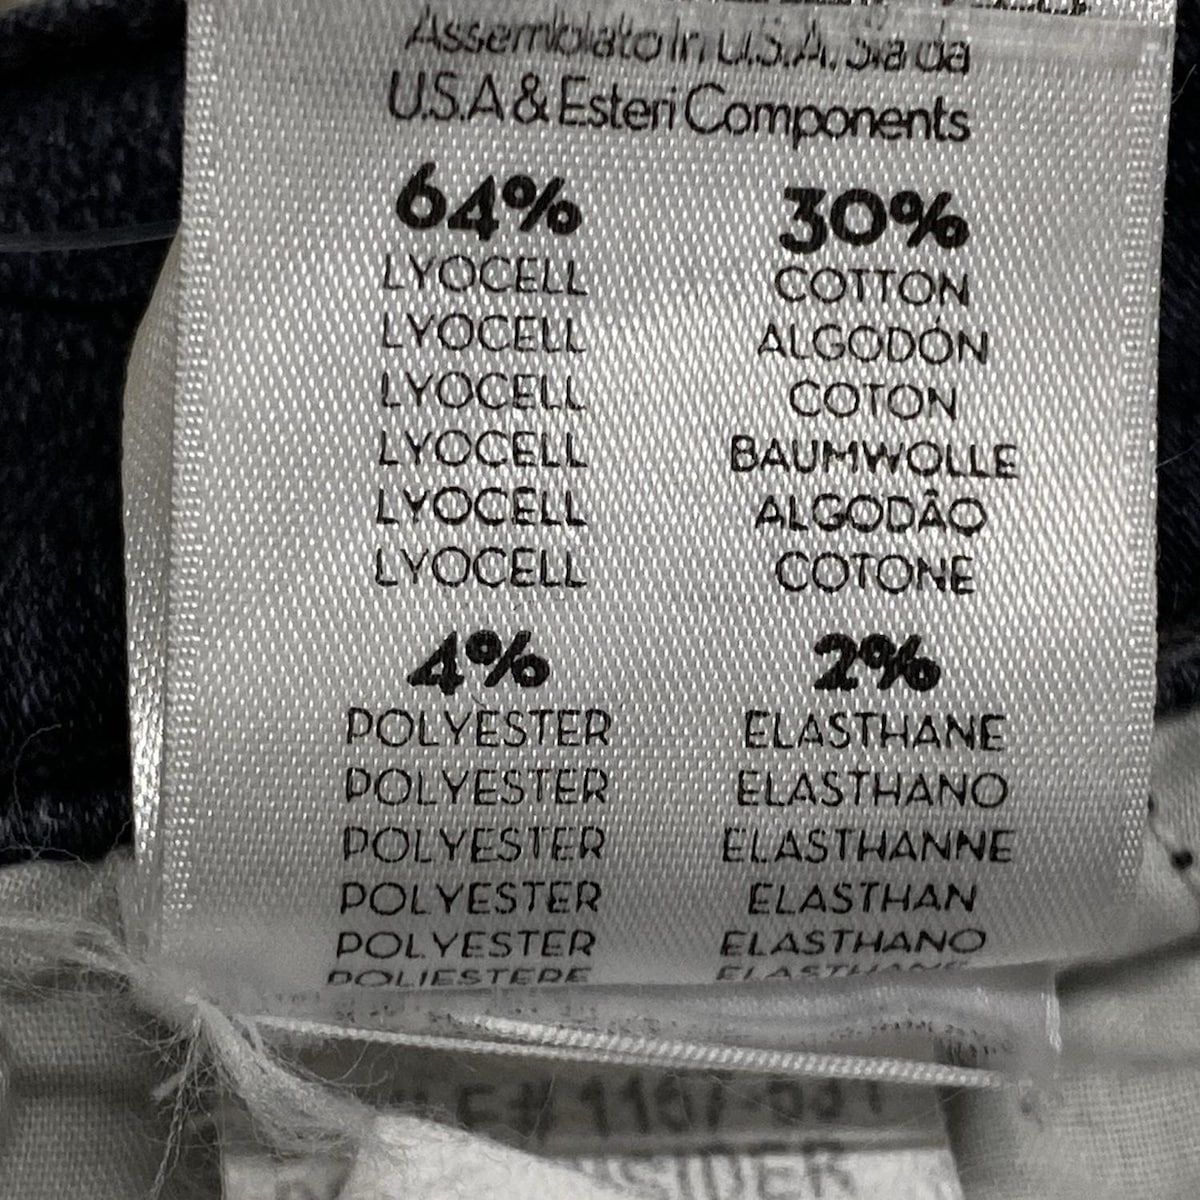 Assemblato In U.S.A. Sia da
U.S.A & Esteri Components
64% 30%
LYOCELL COTTON
LYOCELL ALGODÓN
LYOCELL COTON
LYOCELL BAUMWOLLE
LYOCELL ALGODÃO
LYOCELL COTONE
4% 2%
POLYESTER ELASTHANE
POLYESTER ELASTHANO
POLYESTER ELASTHANNE
POLYESTER ELASTHAN
POLYESTER ELASTHANO
POLIESTERE